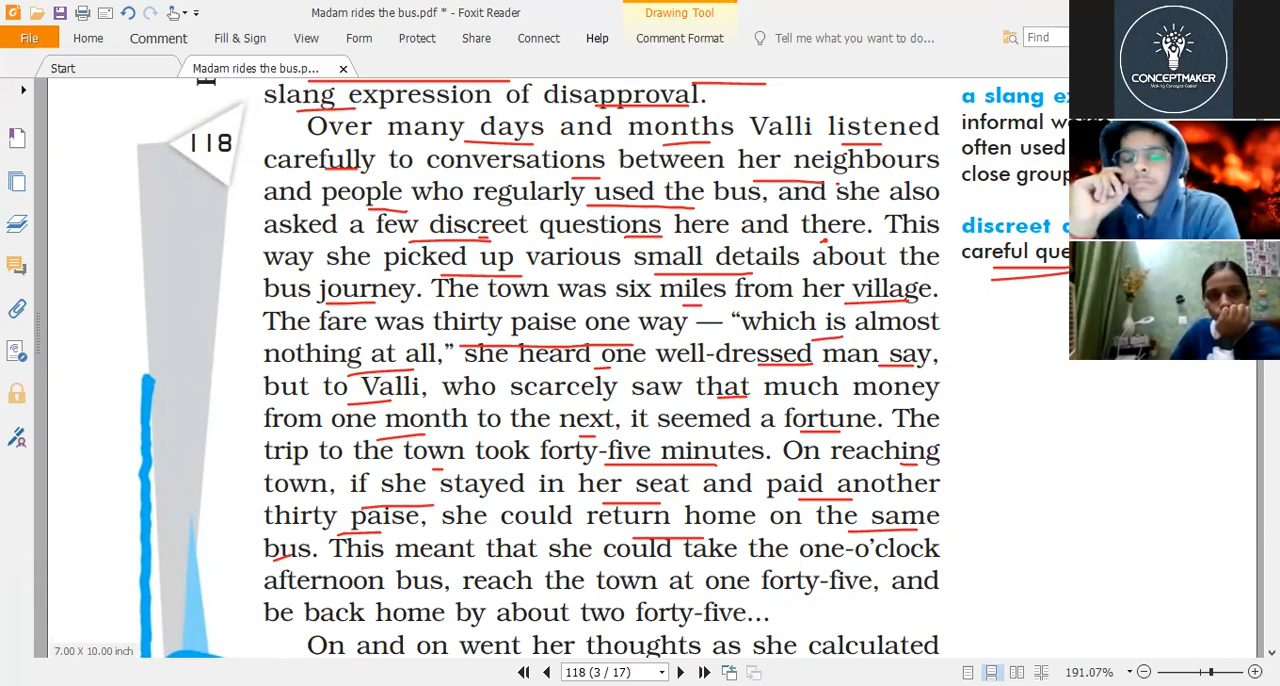 Madam rides the bus.pdf * - Foxit Reader
Drawing Tool
File Home Comment Fill & Sign View Form Protect Share Connect Help Comment Format Tell me what you want to do... Find
Start Madam rides the bus.p...
CONCEPTMAKER
Making Concepts Easier
118
slang expression of disapproval.
Over many days and months Valli listened
carefully to conversations between her neighbours
and people who regularly used the bus, and she also
asked a few discreet questions here and there. This
way she picked up various small details about the
bus journey. The town was six miles from her village.
The fare was thirty paise one way — “which is almost
nothing at all,” she heard one well-dressed man say,
but to Valli, who scarcely saw that much money
from one month to the next, it seemed a fortune. The
trip to the town took forty-five minutes. On reaching
town, if she stayed in her seat and paid another
thirty paise, she could return home on the same
bus. This meant that she could take the one-o’clock
afternoon bus, reach the town at one forty-five, and
be back home by about two forty-five...
On and on went her thoughts as she calculated
a slang ex
informal wor
often used
close group
discreet
careful que
7.00 X 10.00 inch
118 (3 / 17)
191.07%